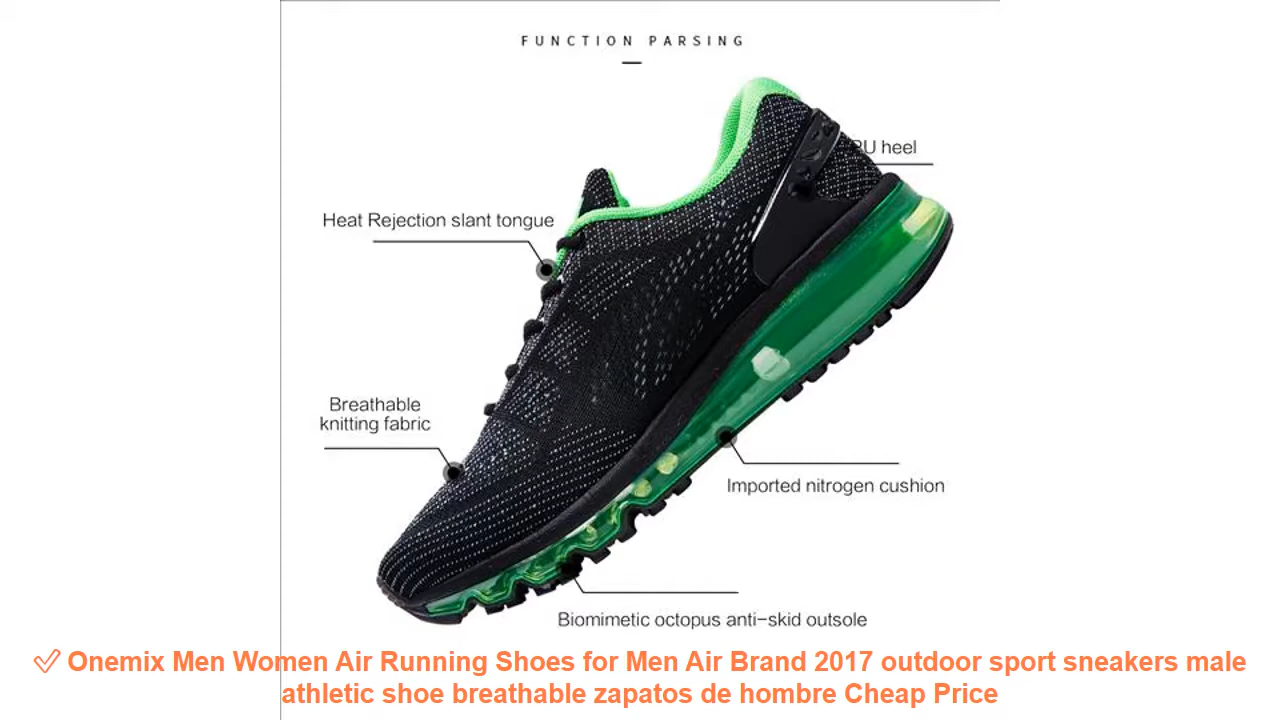 FUNCTION PARSING
heel
Heat Rejection slant tongue
Breathable
knitting fabric
Imported nitrogen cushion
Biomimetic octopus anti-skid outsole
✓ Onemix Men Women Air Running Shoes for Men Air Brand 2017 outdoor sport sneakers male
athletic shoe breathable zapatos de hombre Cheap Price